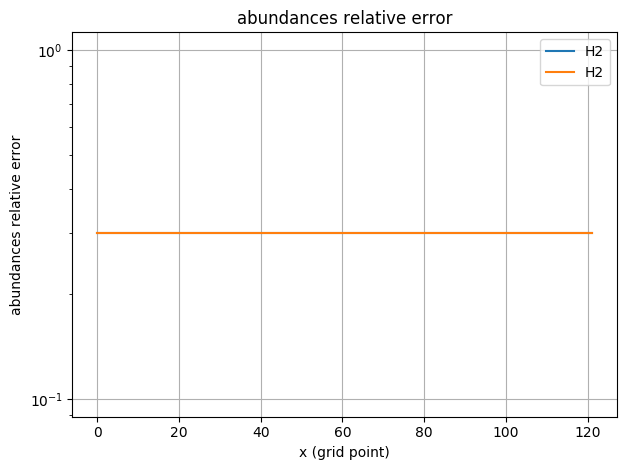 abundances relative error
H2
H2
10⁰
10⁻¹
abundances relative error
0 20 40 60 80 100 120
x (grid point)